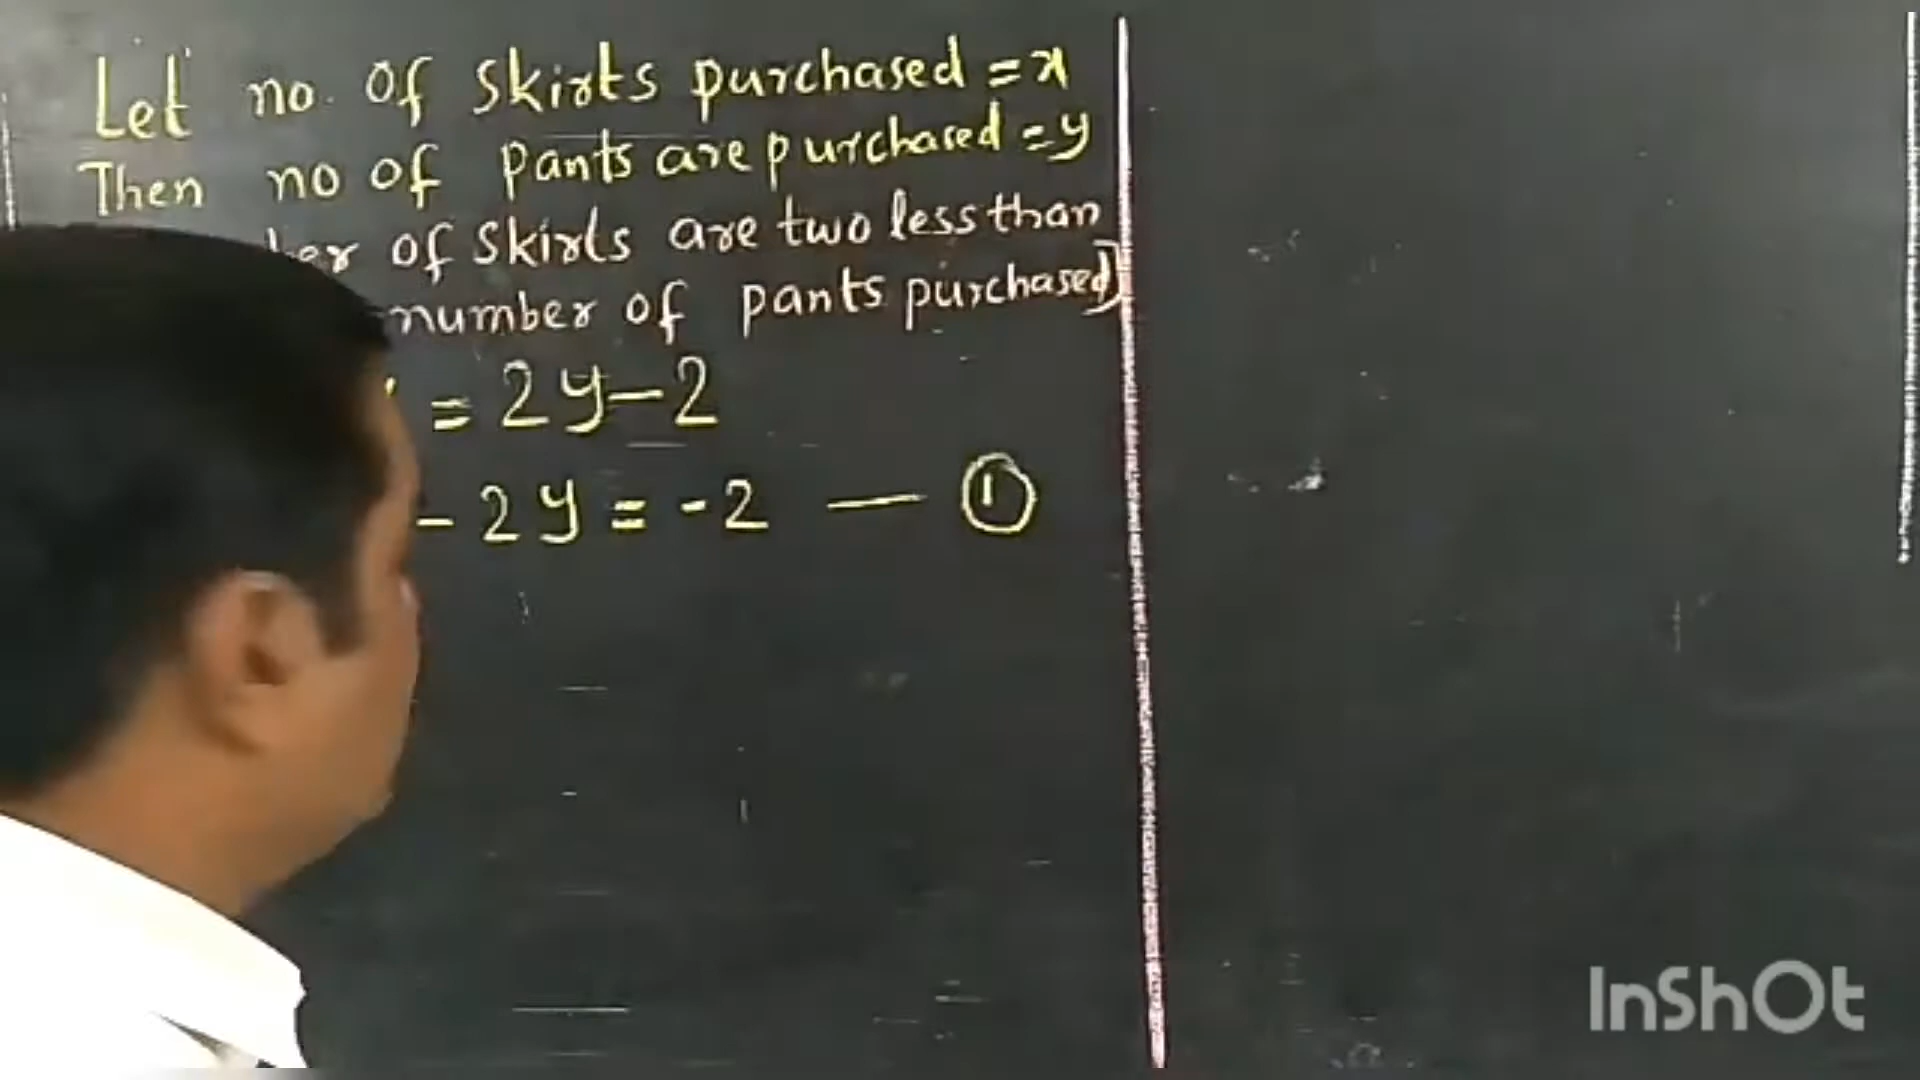 Let no. of skirts purchased = x
Then no of pants are purchased = y
of skirts are two less than
number of pants purchased]
= 2y - 2
- 2y = -2 — ①
InShOt